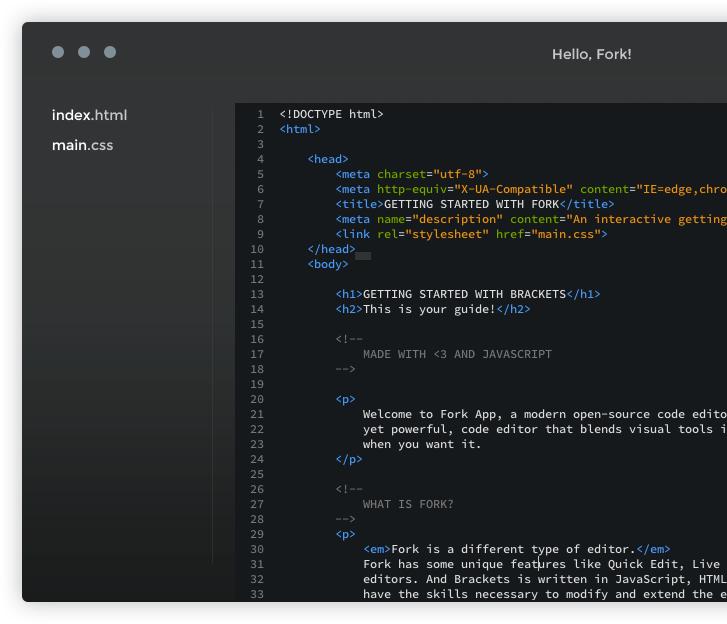 Hello, Fork!
index.html
main.css
1 <!DOCTYPE html>
2 <html>
3
4 <head>
5 <meta charset="utf-8">
6 <meta http-equiv="X-UA-Compatible" content="IE=edge,chro
7 <title>GETTING STARTED WITH FORK</title>
8 <meta name="description" content="An interactive getting
9 <link rel="stylesheet" href="main.css">
10 </head>
11 <body>
12
13 <h1>GETTING STARTED WITH BRACKETS</h1>
14 <h2>This is your guide!</h2>
15
16 <!--
17 MADE WITH <3 AND JAVASCRIPT
18 -->
19
20 <p>
21 Welcome to Fork App, a modern open-source code edito
22 yet powerful, code editor that blends visual tools i
23 when you want it.
24 </p>
25
26 <!--
27 WHAT IS FORK?
28 -->
29 <p>
30 <em>Fork is a different type of editor.</em>
31 Fork has some unique features like Quick Edit, Live
32 editors. And Brackets is written in JavaScript, HTML
33 have the skills necessary to modify and extend the e